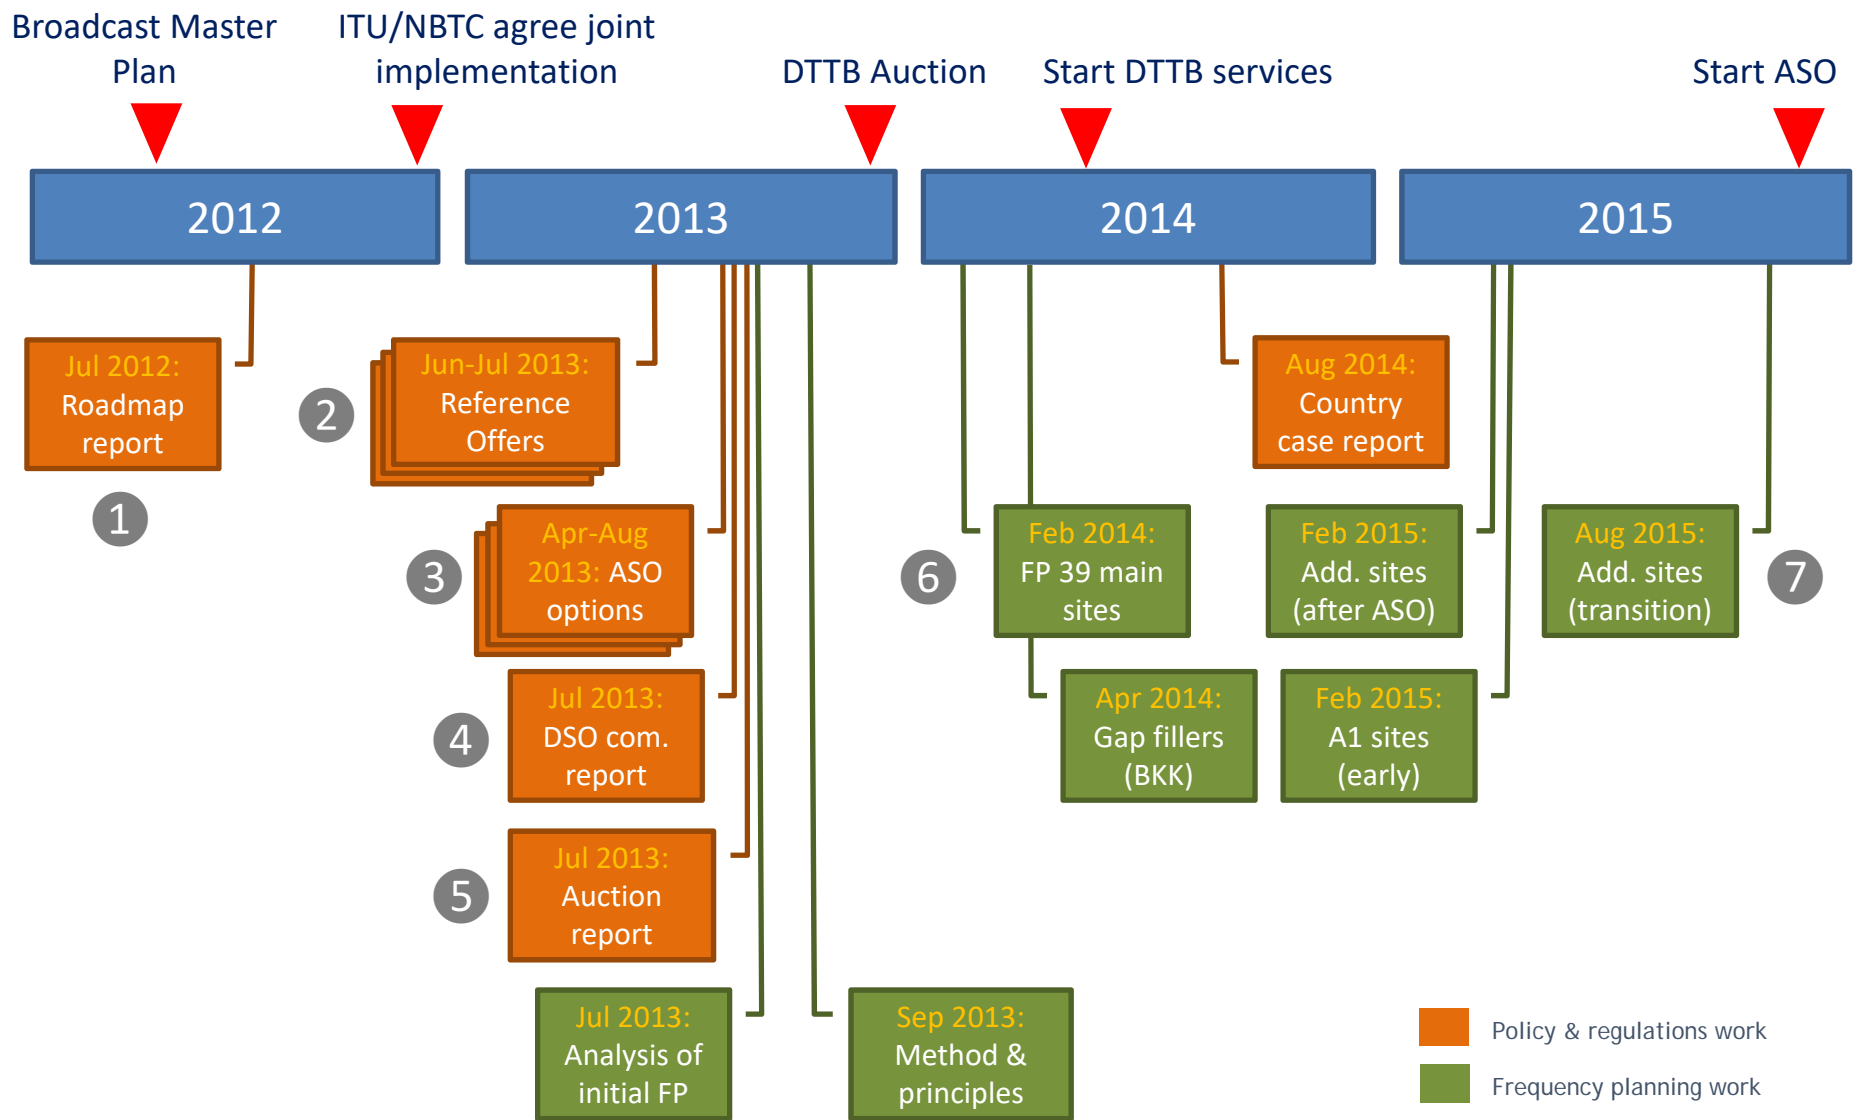 Broadcast Master
Plan
ITU/NBTC agree joint
implementation
DTTB Auction
Start DTTB services
Start ASO
2012
2013
2014
2015
Jul 2012:
Roadmap
report
1
2
Jun-Jul 2013:
Reference
Offers
3
Apr-Aug
2013: ASO
options
4
Jul 2013:
DSO com.
report
5
Jul 2013:
Auction
report
Jul 2013:
Analysis of
initial FP
Sep 2013:
Method &
principles
6
Feb 2014:
FP 39 main
sites
Apr 2014:
Gap fillers
(BKK)
Aug 2014:
Country
case report
Feb 2015:
Add. sites
(after ASO)
Feb 2015:
A1 sites
(early)
Aug 2015:
Add. sites
(transition)
7
Policy & regulations work
Frequency planning work